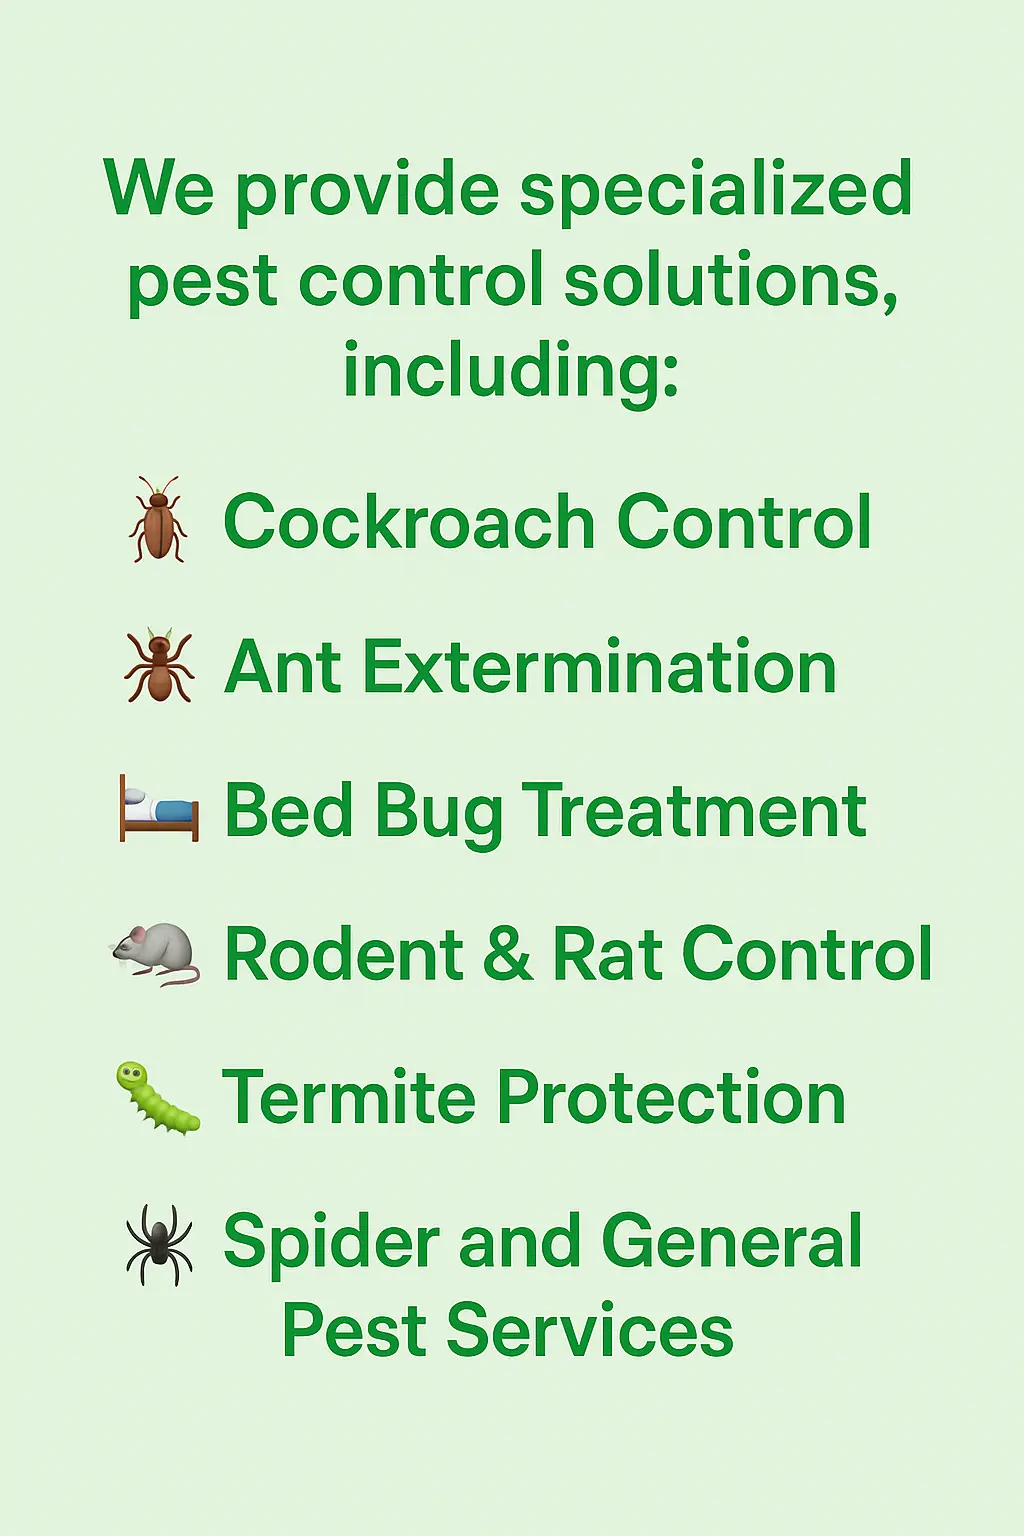 We provide specialized
pest control solutions,
including:
Cockroach Control
Ant Extermination
Bed Bug Treatment
Rodent & Rat Control
Termite Protection
Spider and General
Pest Services